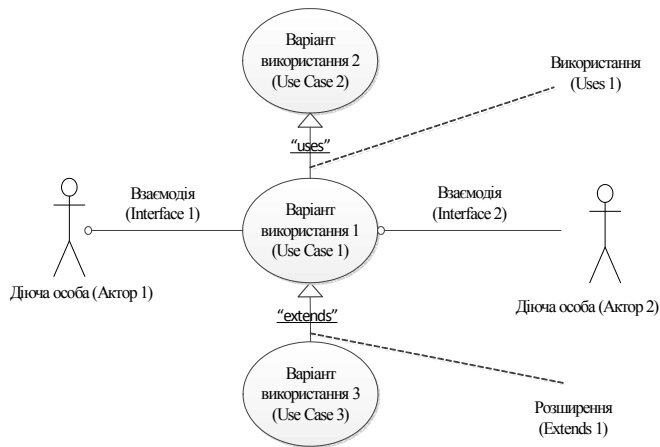 Варіант
використання 2
(Use Case 2)
Використання
(Uses 1)
“uses”
Взаємодія
(Interface 1)
Варіант
використання 1
(Use Case 1)
Взаємодія
(Interface 2)
Діюча особа (Актор 1)
Діюча особа (Актор 2)
“extends”
Варіант
використання 3
(Use Case 3)
Розширення
(Extends 1)